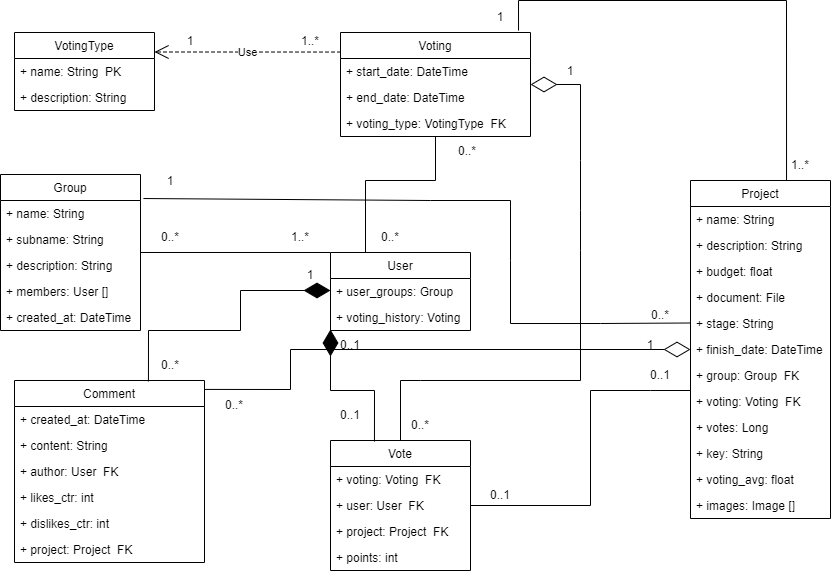 1
VotingType
+ name: String  PK
+ description: String
1
Use
1..*
Voting
+ start_date: DateTime
+ end_date: DateTime
+ voting_type: VotingType  FK
1
0..*
1..*
Group
+ name: String
+ subname: String
+ description: String
+ members: User []
+ created_at: DateTime
1
0..*
1..*
0..*
User
+ user_groups: Group
+ voting_history: Voting
1
0..1
Project
+ name: String
+ description: String
+ budget: float
+ document: File
+ stage: String
+ finish_date: DateTime
+ group: Group  FK
+ voting: Voting  FK
+ votes: Long
+ key: String
+ voting_avg: float
+ images: Image []
0..*
1
0..1
0..*
0..*
Comment
+ created_at: DateTime
+ content: String
+ author: User  FK
+ likes_ctr: int
+ dislikes_ctr: int
+ project: Project  FK
0..1
0..*
Vote
+ voting: Voting  FK
+ user: User  FK
+ project: Project  FK
+ points: int
0..1